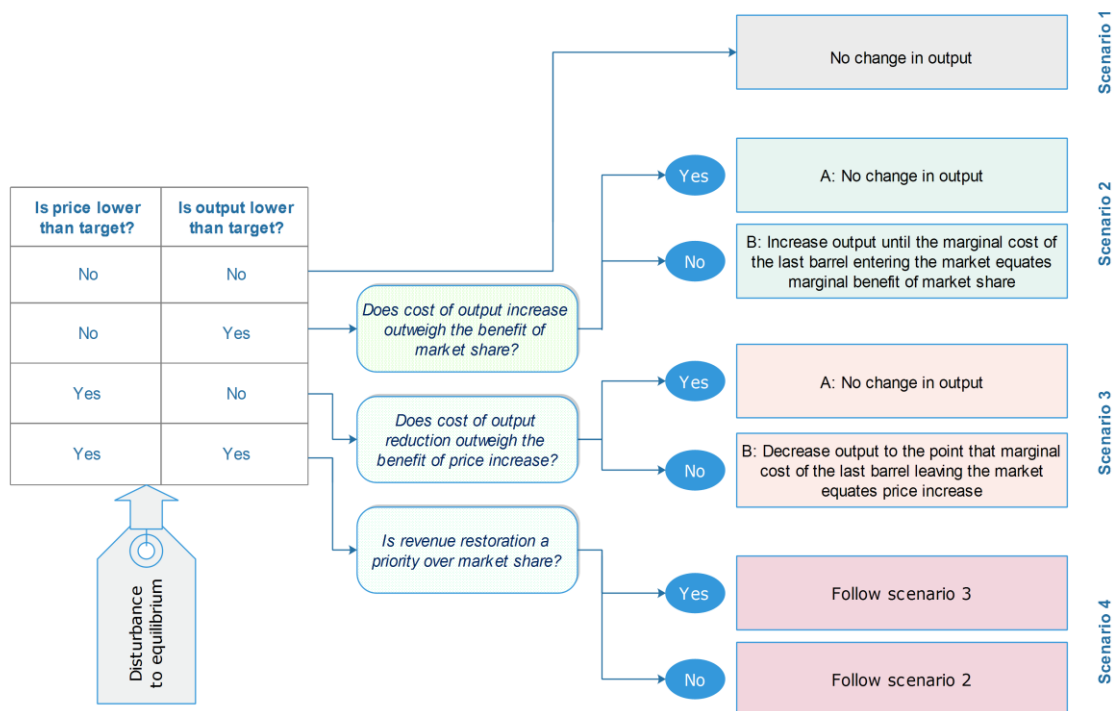 Scenario 1
No change in output
Scenario 2
Yes
A: No change in output
Is price lower
than target?
Is output lower
than target?
No
B: Increase output until the marginal cost of
the last barrel entering the market equates
marginal benefit of market share
No
No
Does cost of output increase
outweigh the benefit of
market share?
No
Yes
Scenario 3
Yes
A: No change in output
Yes
No
Does cost of output
reduction outweigh the
benefit of price increase?
No
B: Decrease output to the point that marginal
cost of the last barrel leaving the market
equates price increase
Yes
Yes
Is revenue restoration a
priority over market share?
Disturbance
to equilibrium
Scenario 4
Yes
Follow scenario 3
No
Follow scenario 2